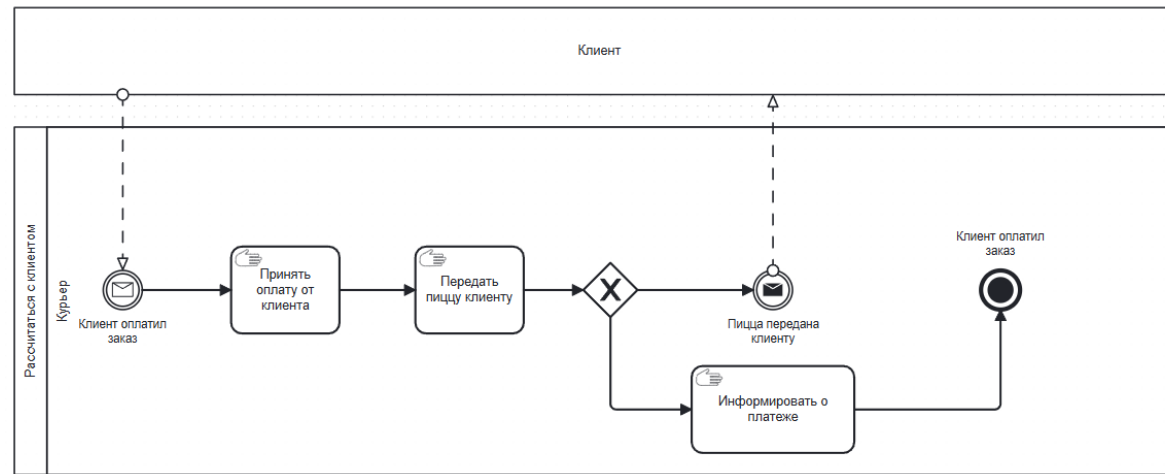 Клиент
Рассчитаться с клиентом
Курьер
Клиент оплатил
заказ
Принять
оплату от
клиента
Передать
пиццу клиенту
X
Пицца передана
клиенту
Информировать о
платеже
Клиент оплатил
заказ